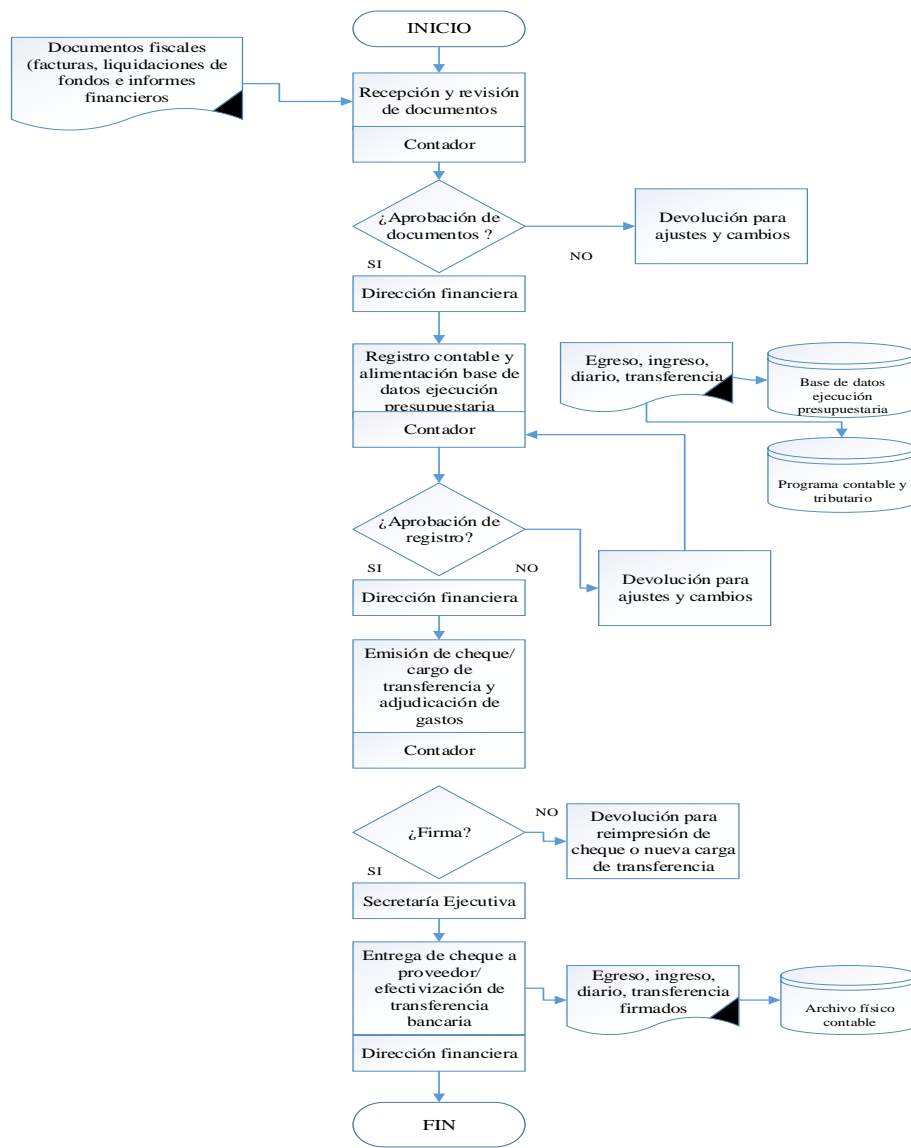 INICIO
Documentos fiscales
(facturas, liquidaciones de
fondos e informes
financieros
Recepción y revisión
de documentos
Contador
¿Aprobación de
documentos ?
Devolución para
ajustes y cambios
SI
NO
Dirección financiera
Registro contable y
alimentación base de
datos ejecución
presupuestaria
Contador
Egreso, ingreso,
diario, transferencia
Base de datos
ejecución
presupuestaria
Programa contable y
tributario
¿Aprobación de
registro?
SI
NO
Devolución para
ajustes y cambios
Dirección financiera
Emisión de cheque/
cargo de
transferencia y
adjudicación de
gastos
Contador
¿Firma?
NO
Devolución para
reimpresión de
cheque o nueva carga
de transferencia
SI
Secretaría Ejecutiva
Entrega de cheque a
proveedor/
efectivización de
transferencia
bancaria
Dirección financiera
Egreso, ingreso,
diario, transferencia
firmados
Archivo físico
contable
FIN